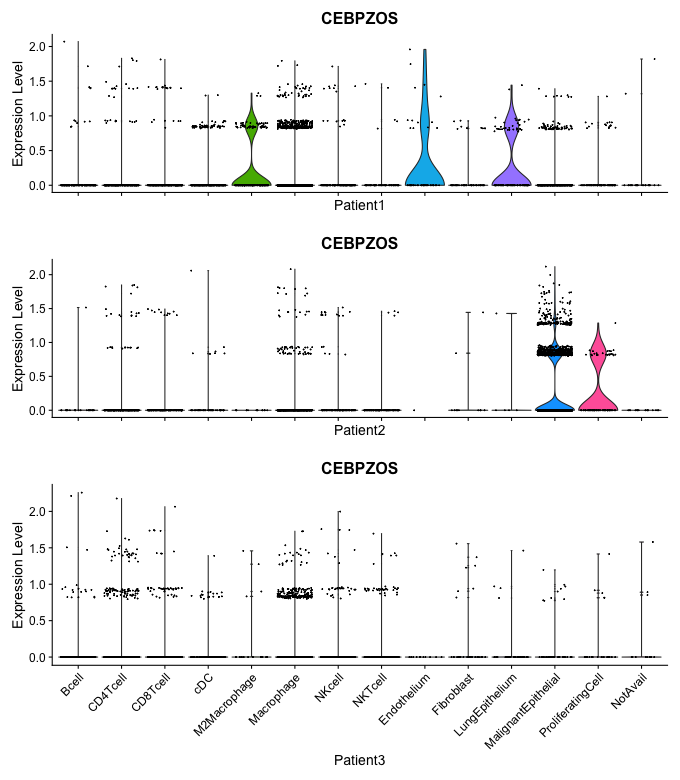 CEBPZOS
2.0
1.5
1.0
0.5
0.0
Expression Level
Patient1
CEBPZOS
2.0
1.5
1.0
0.5
0.0
Expression Level
Patient2
CEBPZOS
2.0
1.5
1.0
0.5
0.0
Expression Level
Bcell
CD4Tcell
CD8Tcell
cDC
M2Macrophage
Macrophage
NKcell
NKTcell
Endothelium
Fibroblast
LungEpithelium
MalignantEpithelial
ProliferatingCell
NotAvail
Patient3